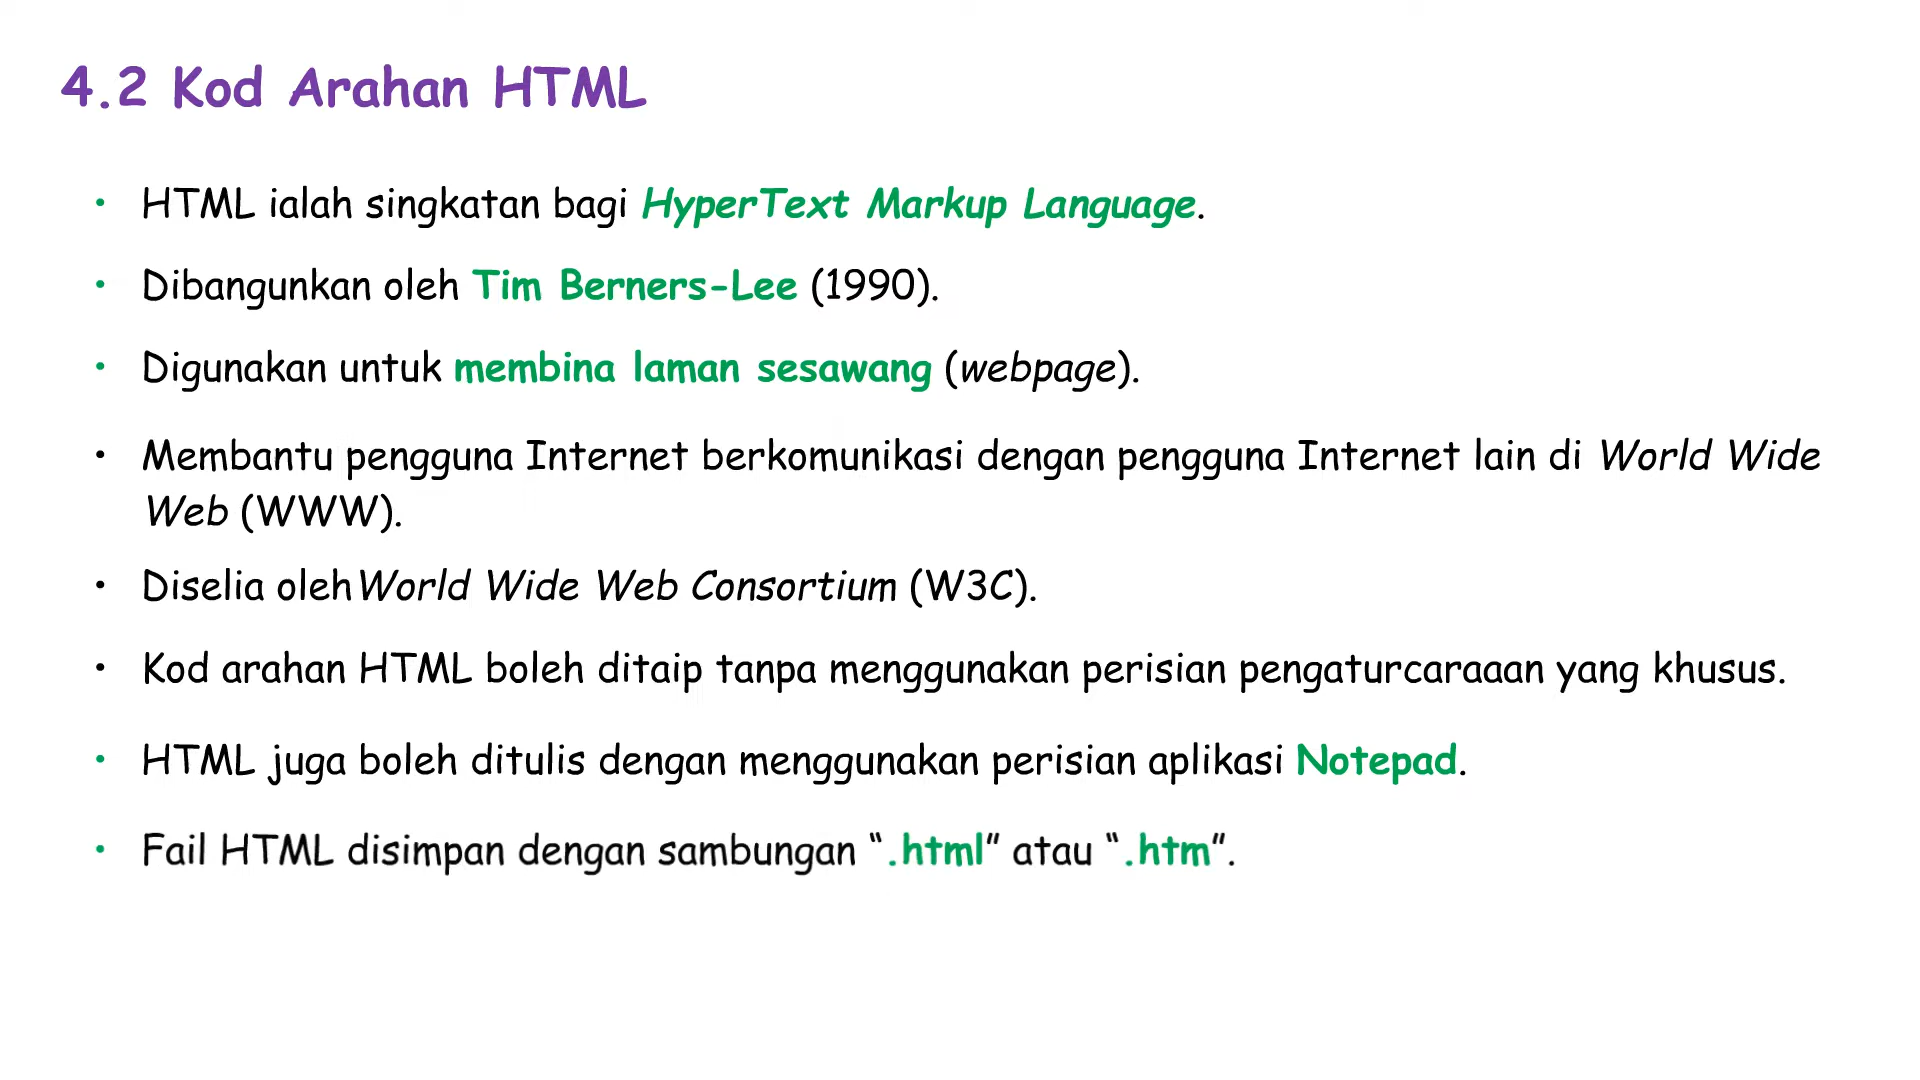 4.2 Kod Arahan HTML
• HTML ialah singkatan bagi HyperText Markup Language.
• Dibangunkan oleh Tim Berners-Lee (1990).
• Digunakan untuk membina laman sesawang (webpage).
• Membantu pengguna Internet berkomunikasi dengan pengguna Internet lain di World Wide
Web (WWW).
• Diselia oleh World Wide Web Consortium (W3C).
• Kod arahan HTML boleh ditaip tanpa menggunakan perisian pengaturcaraaan yang khusus.
• HTML juga boleh ditulis dengan menggunakan perisian aplikasi Notepad.
• Fail HTML disimpan dengan sambungan “.html” atau “.htm”.